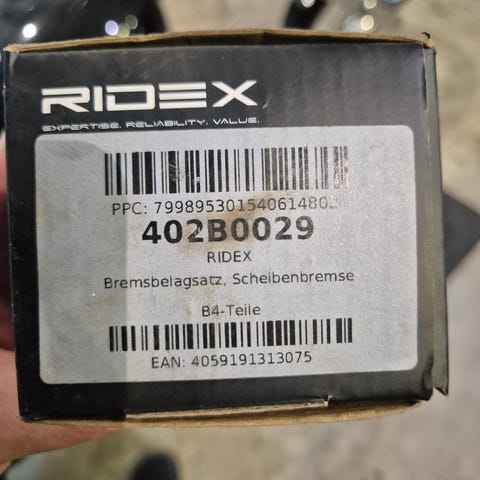 RIDEX
EXPERTISE. RELIABILITY. VALUE.
PPC: 79989530154061480
402B0029
RIDEX
Bremsbelagsatz, Scheibenbremse
B4-Teile
EAN: 4059191313075